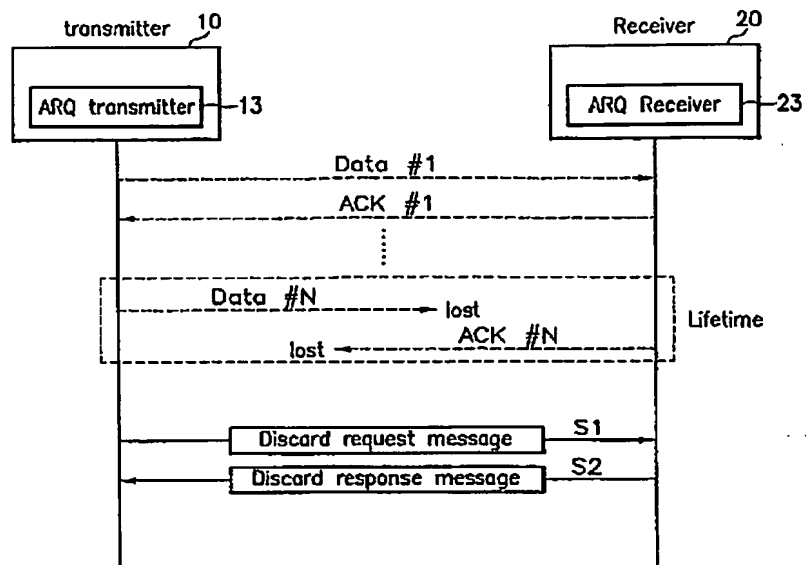 transmitter 10
Receiver 20
ARQ transmitter 13
ARQ Receiver 23
Data #1
ACK #1
Data #N lost
Lifetime
lost ACK #N
Discard request message S1
Discard response message S2